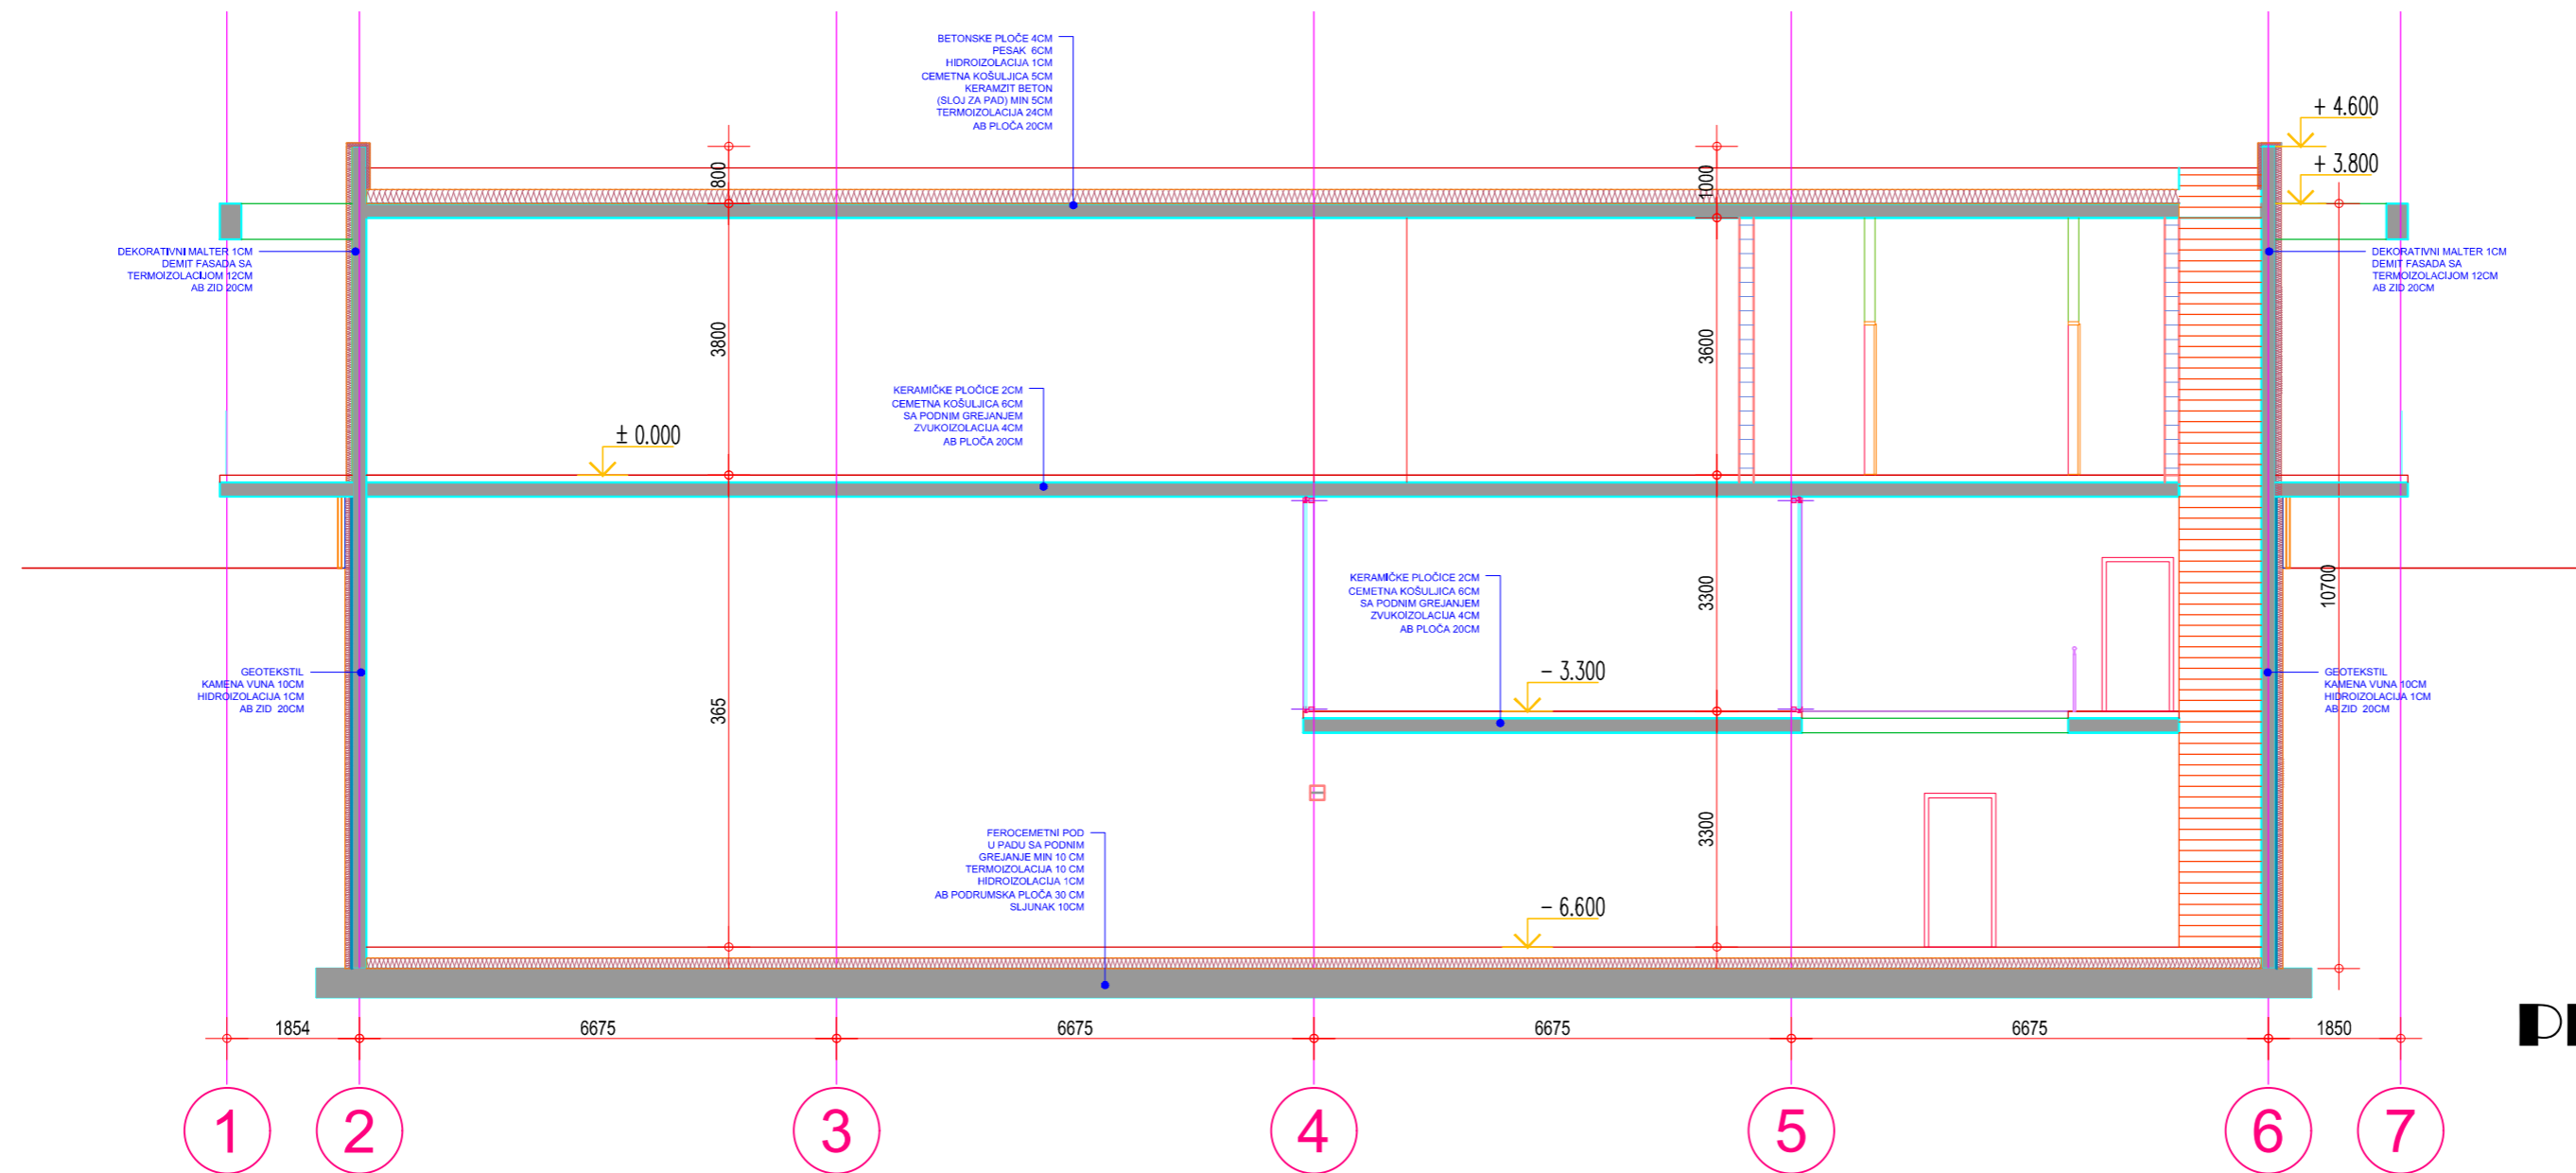 BETONSKE PLOČE 4CM
PESAK 6CM
HIDROIZOLACIJA 1CM
CEMETNA KOŠULJICA 5CM
KERAMZIT BETON
(SLOJ ZA PAD) MIN 5CM
TERMOIZOLACIJA 24CM
AB PLOČA 20CM
+ 4.600
+ 3.800
800
1000
DEKORATIVNI MALTER 1CM
DEMIT FASADA SA
TERMOIZOLACIJOM 12CM
AB ZID 20CM
DEKORATIVNI MALTER 1CM
DEMIT FASADA SA
TERMOIZOLACIJOM 12CM
AB ZID 20CM
3800
3600
KERAMIČKE PLOČICE 2CM
CEMETNA KOŠULJICA 6CM
SA PODNIM GREJANJEM
ZVUKOIZOLACIJA 4CM
AB PLOČA 20CM
± 0.000
KERAMIČKE PLOČICE 2CM
CEMETNA KOŠULJICA 6CM
SA PODNIM GREJANJEM
ZVUKOIZOLACIJA 4CM
AB PLOČA 20CM
3300
10700
GEOTEKSTIL
KAMENA VUNA 10CM
HIDROIZOLACIJA 1CM
AB ZID 20CM
365
- 3.300
GEOTEKSTIL
KAMENA VUNA 10CM
HIDROIZOLACIJA 1CM
AB ZID 20CM
FEROCEMETNI POD
U PADU SA PODNIM
GREJANJE MIN 10 CM
TERMOIZOLACIJA 10 CM
HIDROIZOLACIJA 1CM
AB PODRUMSKA PLOČA 30 CM
SLJUNAK 10CM
3300
- 6.600
1854
6675
6675
6675
6675
1850
1
2
3
4
5
6
7